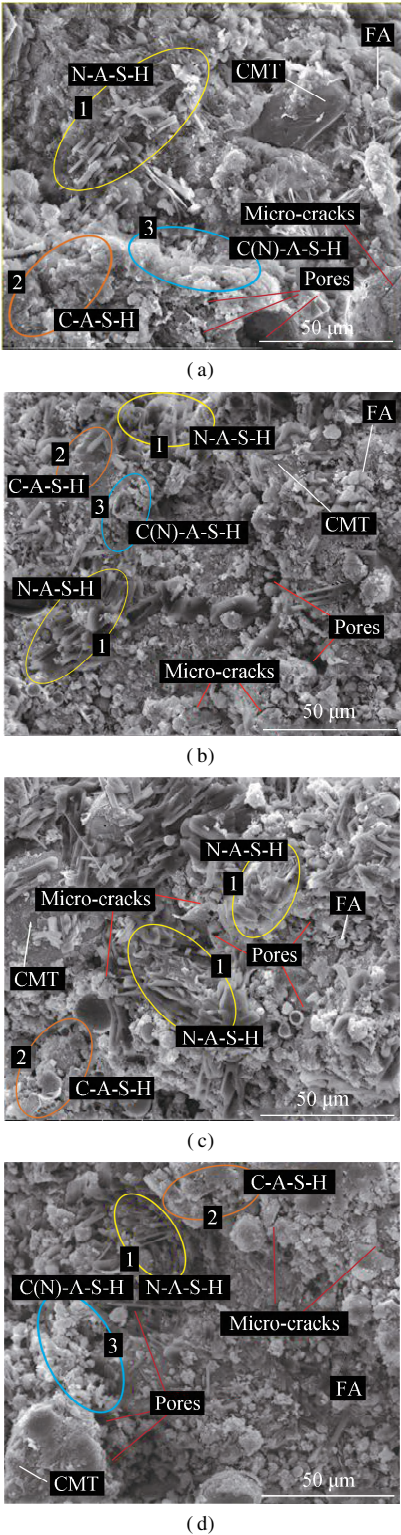 FA
N-A-S-H
CMT
1
Micro-cracks
3
C(N)-Λ-S-H
2
Pores
C-A-S-H
50 μm
(a)
1
N-A-S-H
FA
2
C-A-S-H
3
CMT
C(N)-A-S-H
N-A-S-H
Pores
1
Micro-cracks
50 μm
(b)
N-A-S-H
1
Micro-cracks
FA
1
Pores
CMT
N-A-S-H
2
C-A-S-H
50 μm
(c)
C-A-S-H
2
1
C(N)-Λ-S-H
N-Λ-S-H
Micro-cracks
3
FA
Pores
CMT
50 μm
(d)